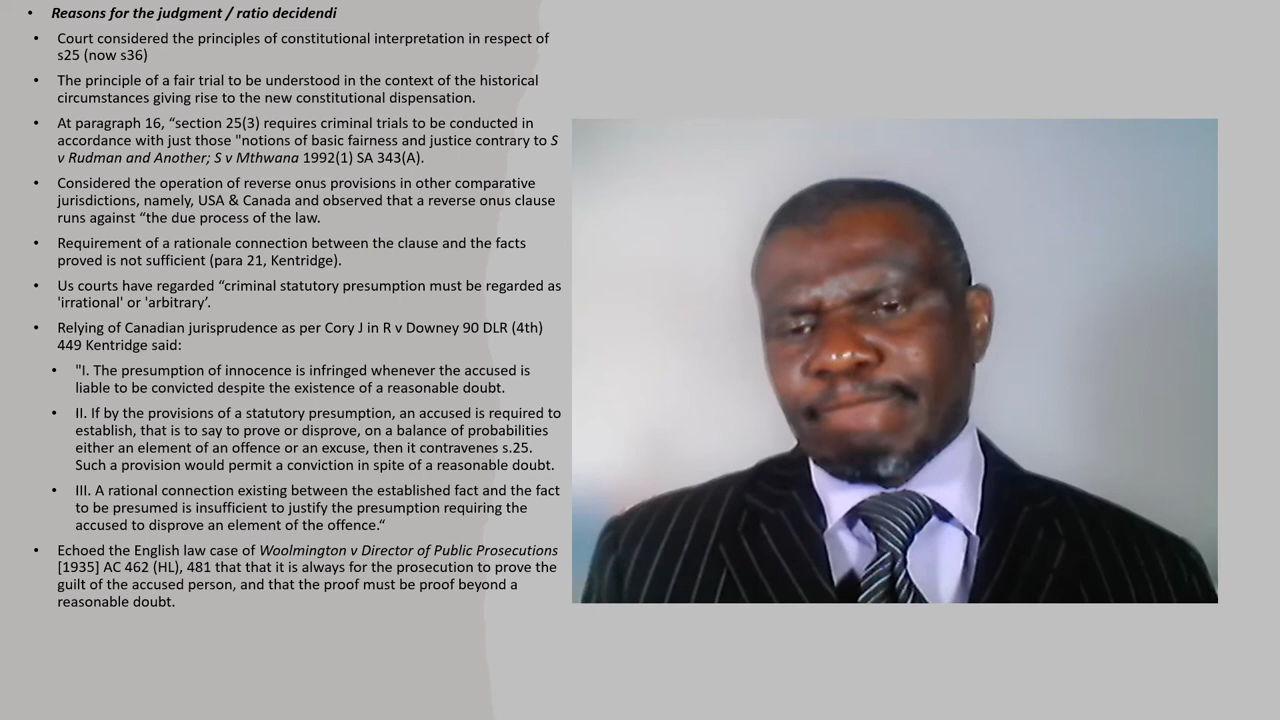 • Reasons for the judgment / ratio decidendi
• Court considered the principles of constitutional interpretation in respect of
s25 (now s36)
• The principle of a fair trial to be understood in the context of the historical
circumstances giving rise to the new constitutional dispensation.
• At paragraph 16, “section 25(3) requires criminal trials to be conducted in
accordance with just those "notions of basic fairness and justice contrary to S
v Rudman and Another; S v Mthwana 1992(1) SA 343(A).
• Considered the operation of reverse onus provisions in other comparative
jurisdictions, namely, USA & Canada and observed that a reverse onus clause
runs against “the due process of the law.
• Requirement of a rationale connection between the clause and the facts
proved is not sufficient (para 21, Kentridge).
• Us courts have regarded “criminal statutory presumption must be regarded as
'irrational' or 'arbitrary’.
• Relying of Canadian jurisprudence as per Cory J in R v Downey 90 DLR (4th)
449 Kentridge said:
• "I. The presumption of innocence is infringed whenever the accused is
liable to be convicted despite the existence of a reasonable doubt.
• II. If by the provisions of a statutory presumption, an accused is required to
establish, that is to say to prove or disprove, on a balance of probabilities
either an element of an offence or an excuse, then it contravenes s.25.
Such a provision would permit a conviction in spite of a reasonable doubt.
• III. A rational connection existing between the established fact and the fact
to be presumed is insufficient to justify the presumption requiring the
accused to disprove an element of the offence.“
• Echoed the English law case of Woolmington v Director of Public Prosecutions
[1935] AC 462 (HL), 481 that that it is always for the prosecution to prove the
guilt of the accused person, and that the proof must be proof beyond a
reasonable doubt.